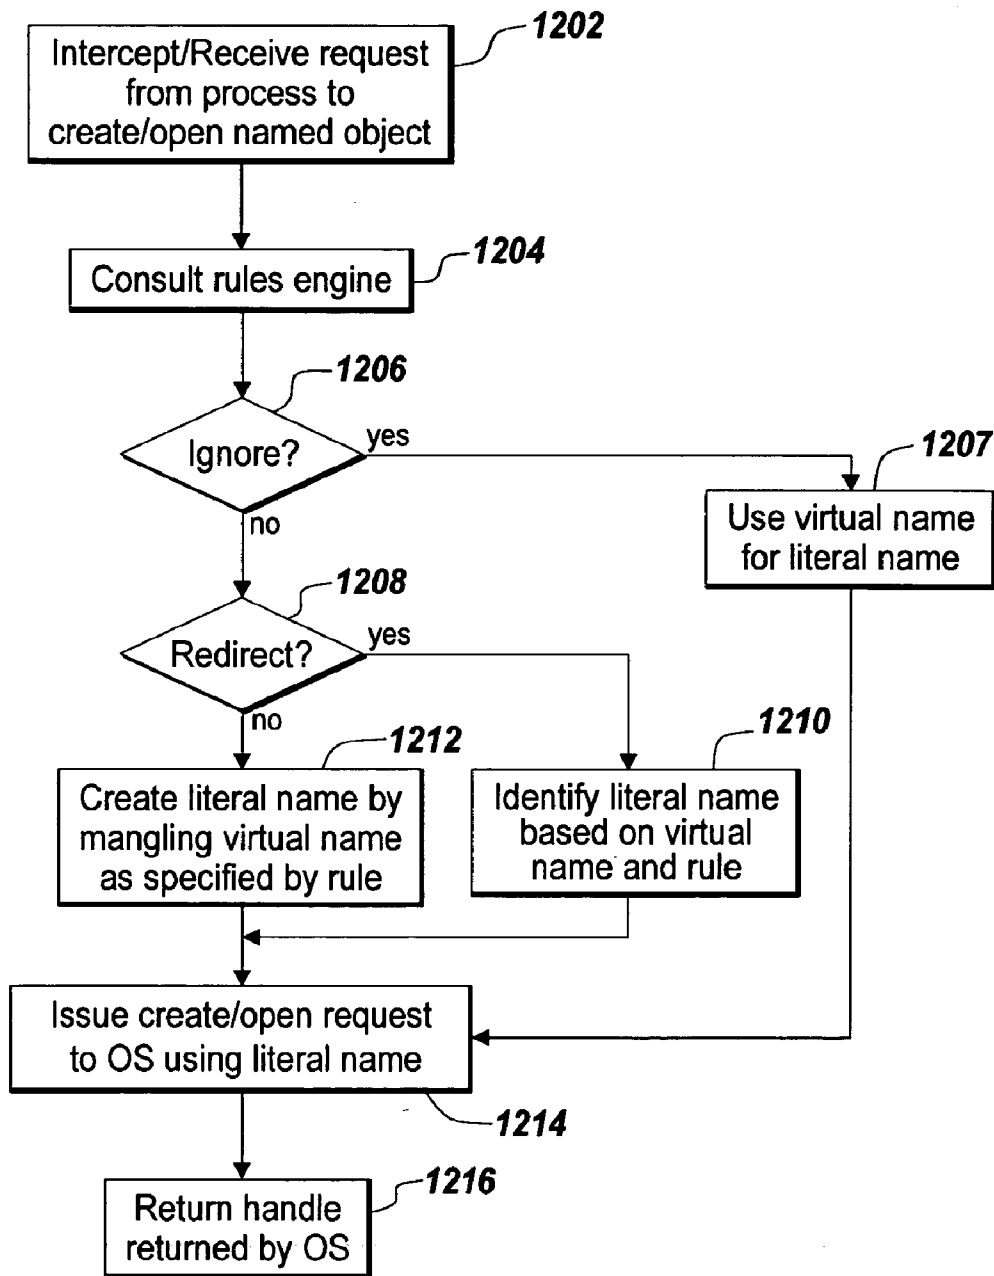 1202
Intercept/Receive request
from process to
create/open named object
1204
Consult rules engine
1206
Ignore?
yes
no
1207
Use virtual name
for literal name
1208
Redirect?
yes
no
1212
Create literal name by
mangling virtual name
as specified by rule
1210
Identify literal name
based on virtual
name and rule
Issue create/open request
to OS using literal name
1214
1216
Return handle
returned by OS